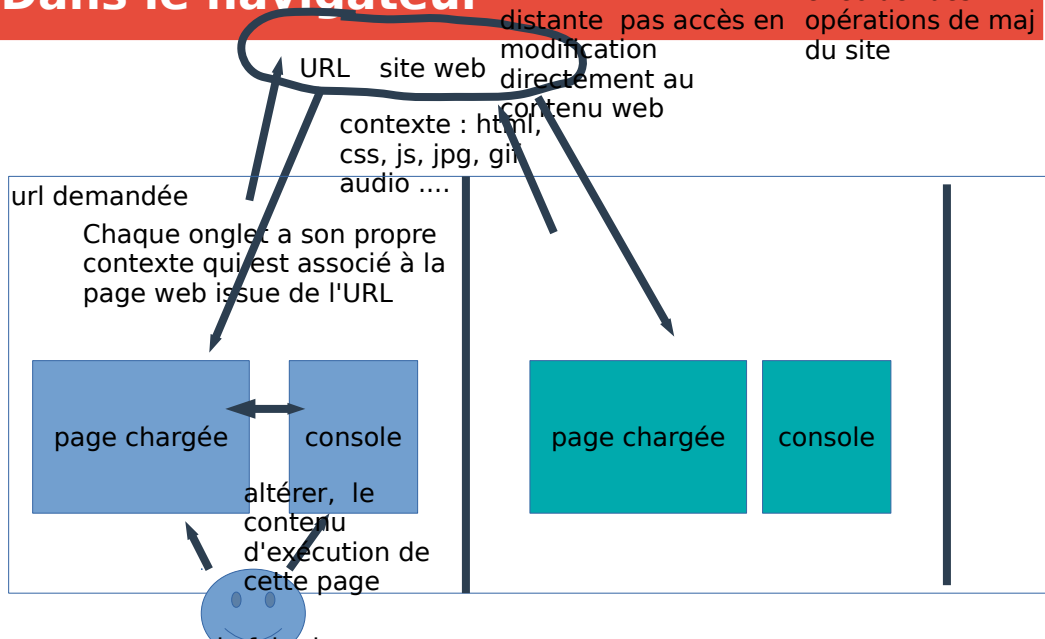 Dans le navigateur
distante pas accès en
modification
directement au
contenu web
opérations de maj
du site
URL site web
contexte : html,
css, js, jpg, gif,
audio ....
url demandée
Chaque onglet a son propre
contexte qui est associé à la
page web issue de l'URL
page chargée
console
page chargée
console
altérer, le
contenu
d'exécution de
cette page